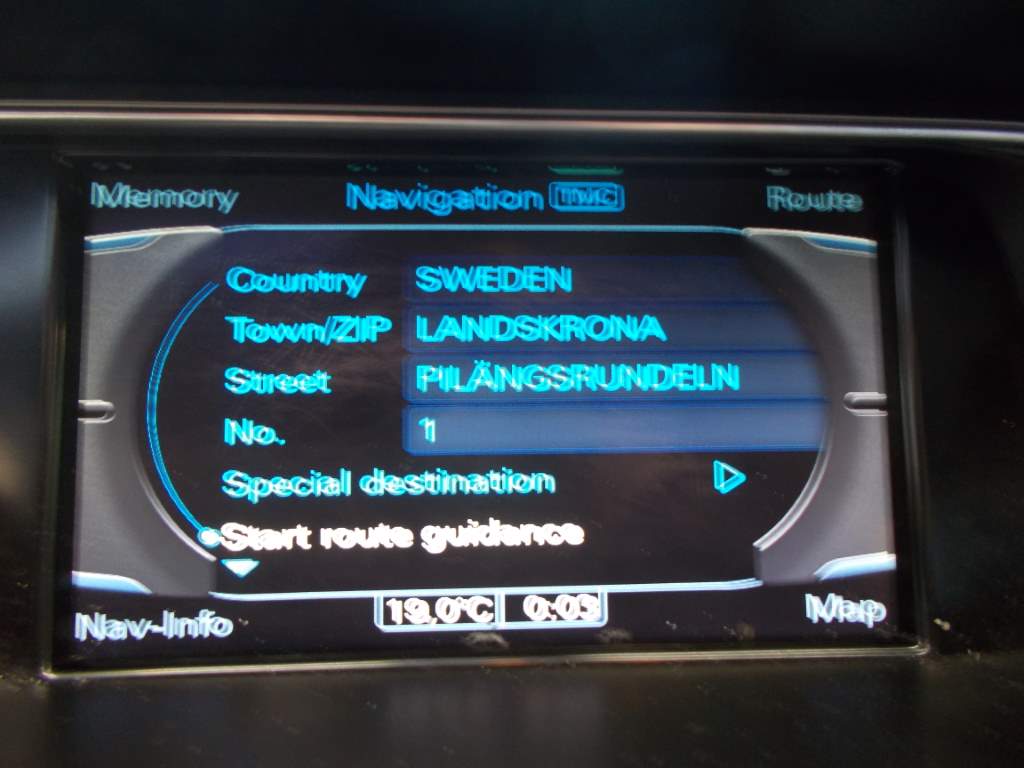 Memory Navigation TMC Route
Country SWEDEN
Town/ZIP LANDSKRONA
Street PILÄNGSRUNDELN
No. 1
Special destination
Start route guidance
Nav-Info 19,0°C 0:03 Map